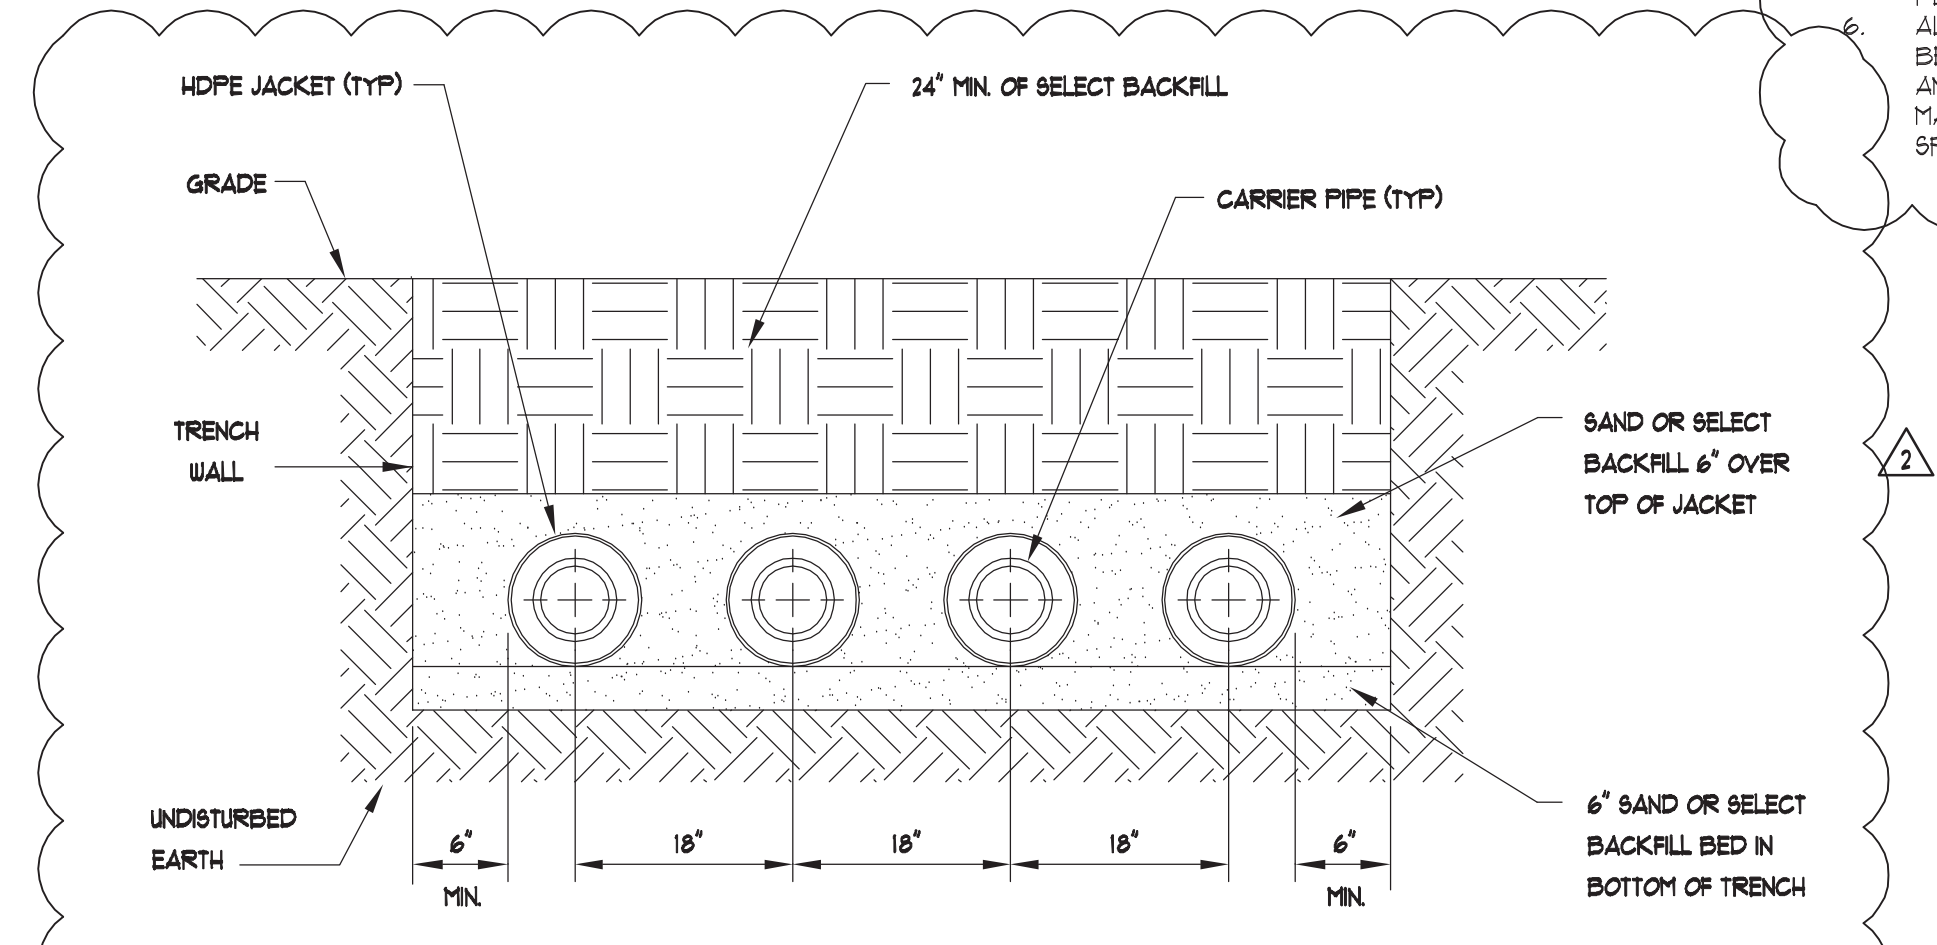 6.
HDPE JACKET (TYP)
24" MIN. OF SELECT BACKFILL
GRADE
CARRIER PIPE (TYP)
TRENCH
WALL
SAND OR SELECT
BACKFILL 6" OVER
TOP OF JACKET
2
UNDISTURBED
EARTH
6"
MIN.
18"
18"
18"
6"
MIN.
6" SAND OR SELECT
BACKFILL BED IN
BOTTOM OF TRENCH